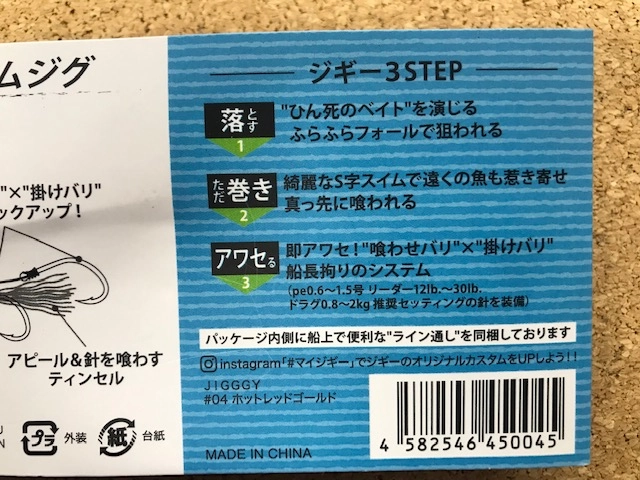 ムジグ
"×"掛けバリ"
ックアップ！
アピール＆針を喰わす
ティンセル
プラ 外装 紙 台紙
ジギー3STEP
落とす
1
"ひん死のベイト"を演じる
ふらふらフォールで狙われる
ただ巻き
2
綺麗なS字スイムで遠くの魚も惹き寄せ
真っ先に喰われる
アワセる
3
即アワセ！"喰わせバリ"×"掛けバリ"
船長拘りのシステム
（pe0.6〜1.5号 リーダー12lb.〜30lb.
ドラグ0.8〜2kg 推奨セッティングの針を装備）
パッケージ内側に船上で便利な"ライン通し"を同梱しております
instagram「#マイジギー」でジギーのオリジナルカスタムをUPしよう！！
JIGGGY
#04 ホットレッドゴールド
MADE IN CHINA
4 582546 450045